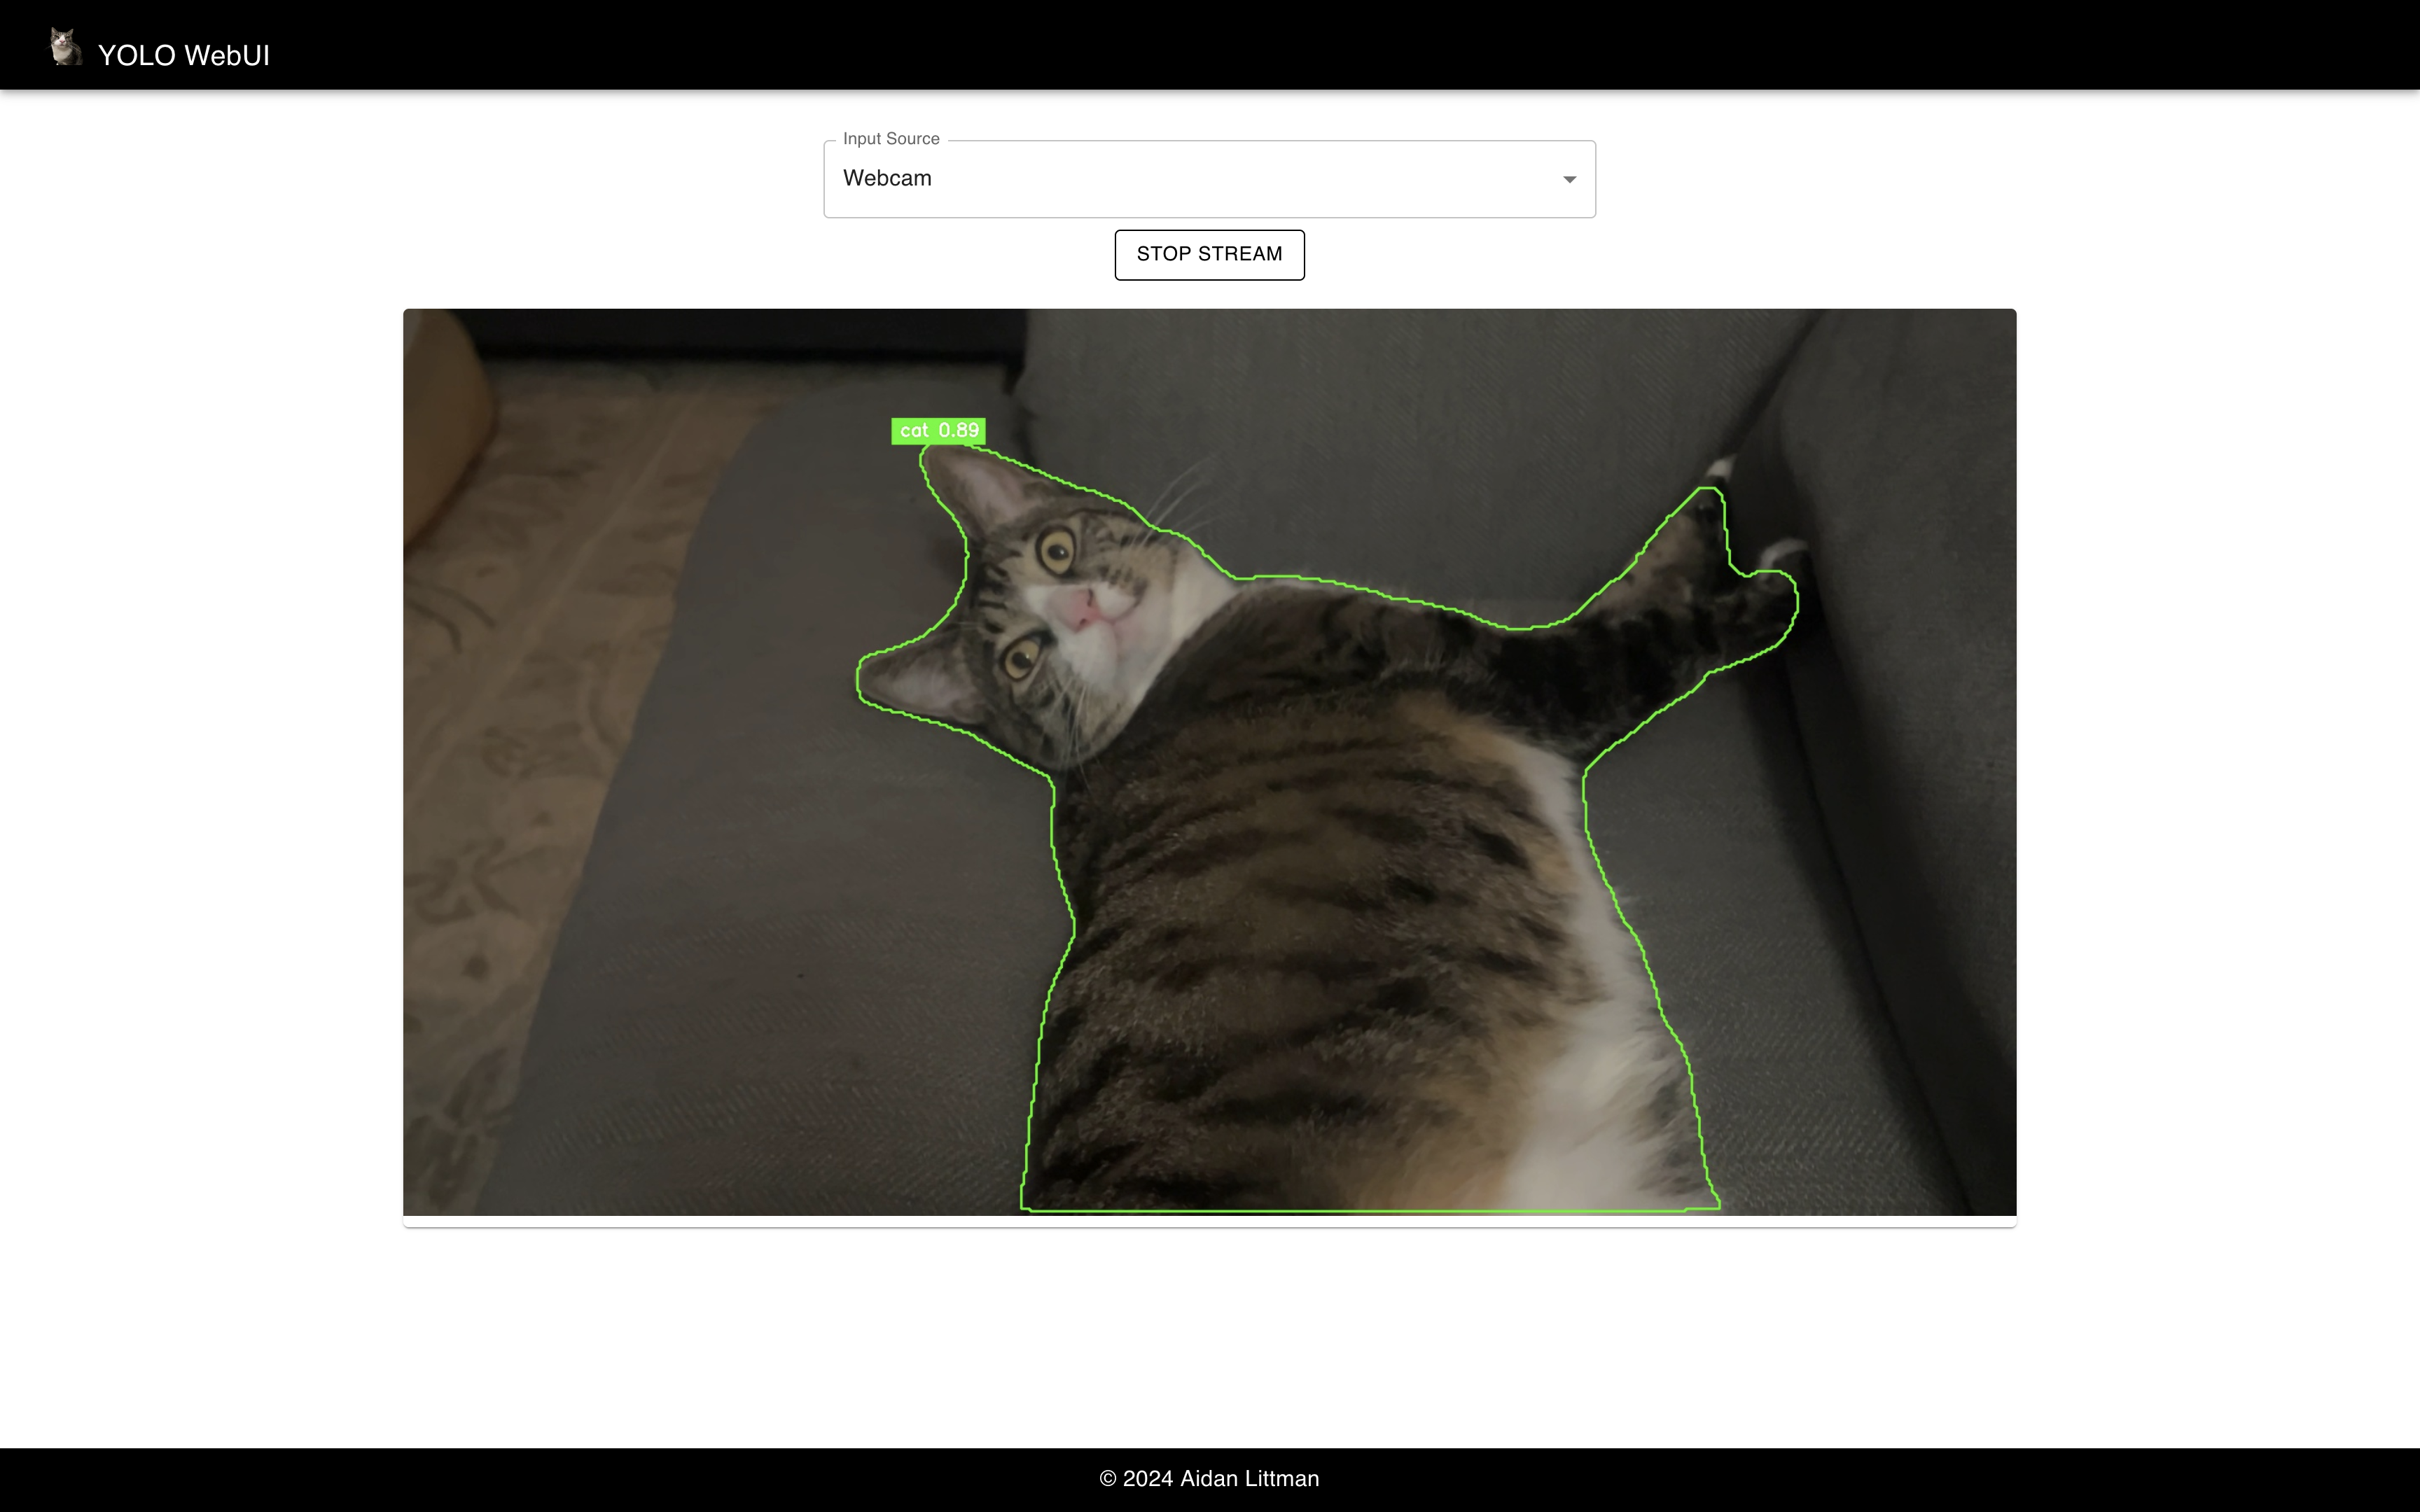 YOLO WebUI
Input Source
Webcam
STOP STREAM
cat 0.89
© 2024 Aidan Littman